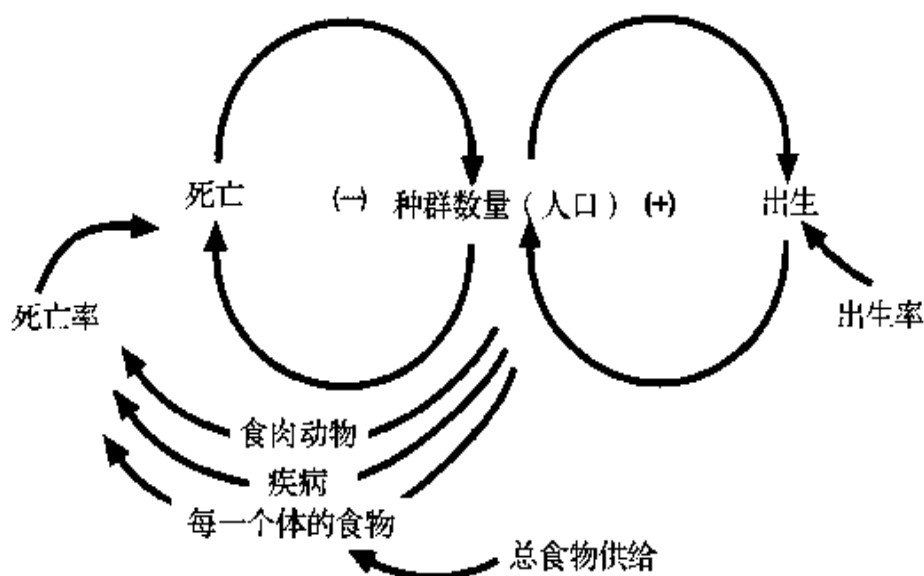 死亡 (一) 种群数量（人口） (+) 出生
死亡率 出生率
食肉动物
疾病
每一个体的食物
总食物供给